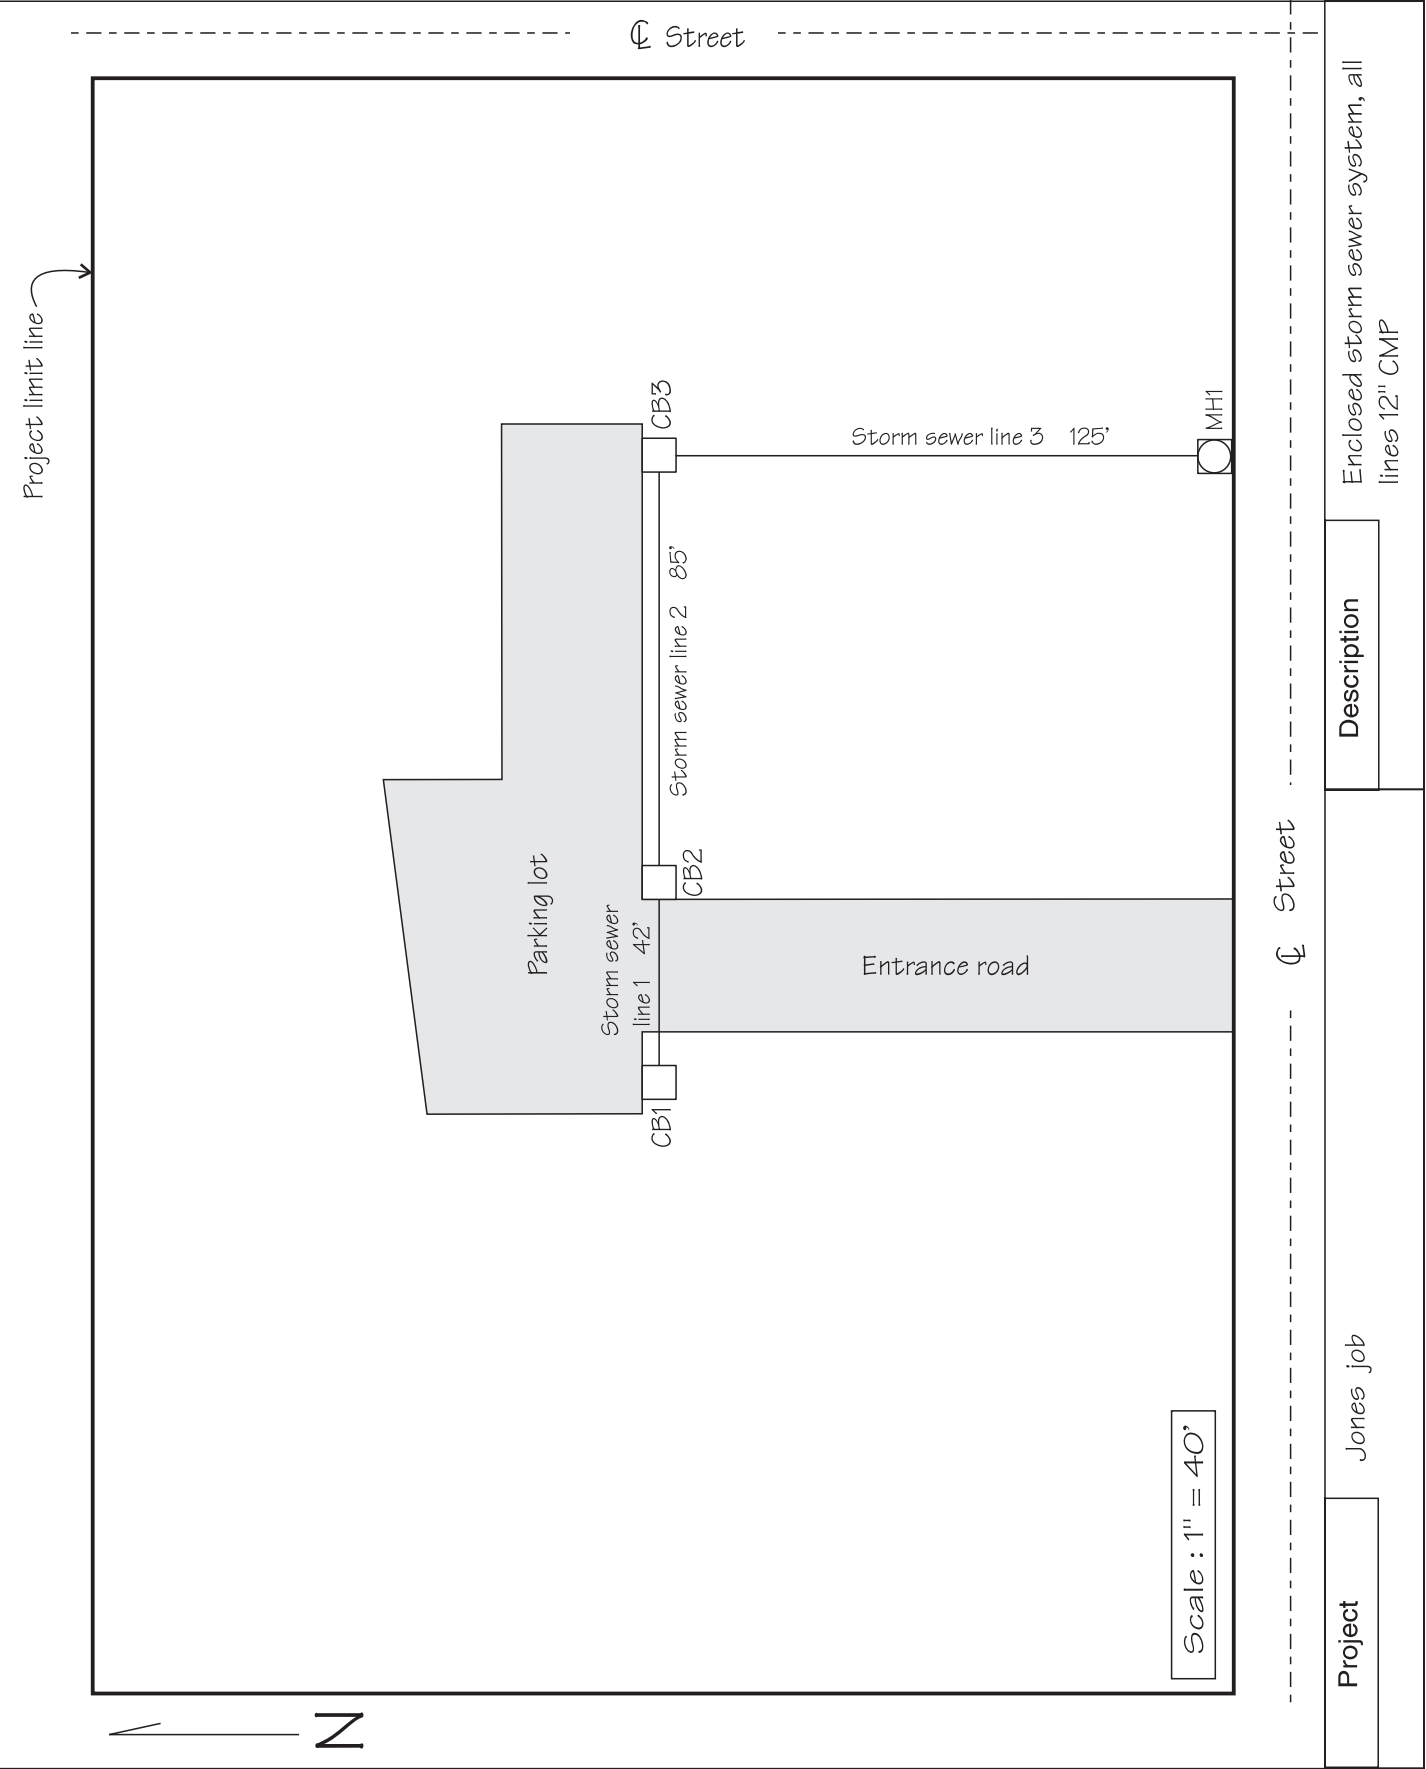 ℄ Street
Project limit line
CB3
Storm sewer line 3 125'
MH1
Storm sewer line 2 85'
CB2
Parking lot
Storm sewer
line 1 42'
Entrance road
CB1
℄ Street
Scale : 1" = 40'
N
Project
Jones job
Description
Enclosed storm sewer system, all
lines 12" CMP